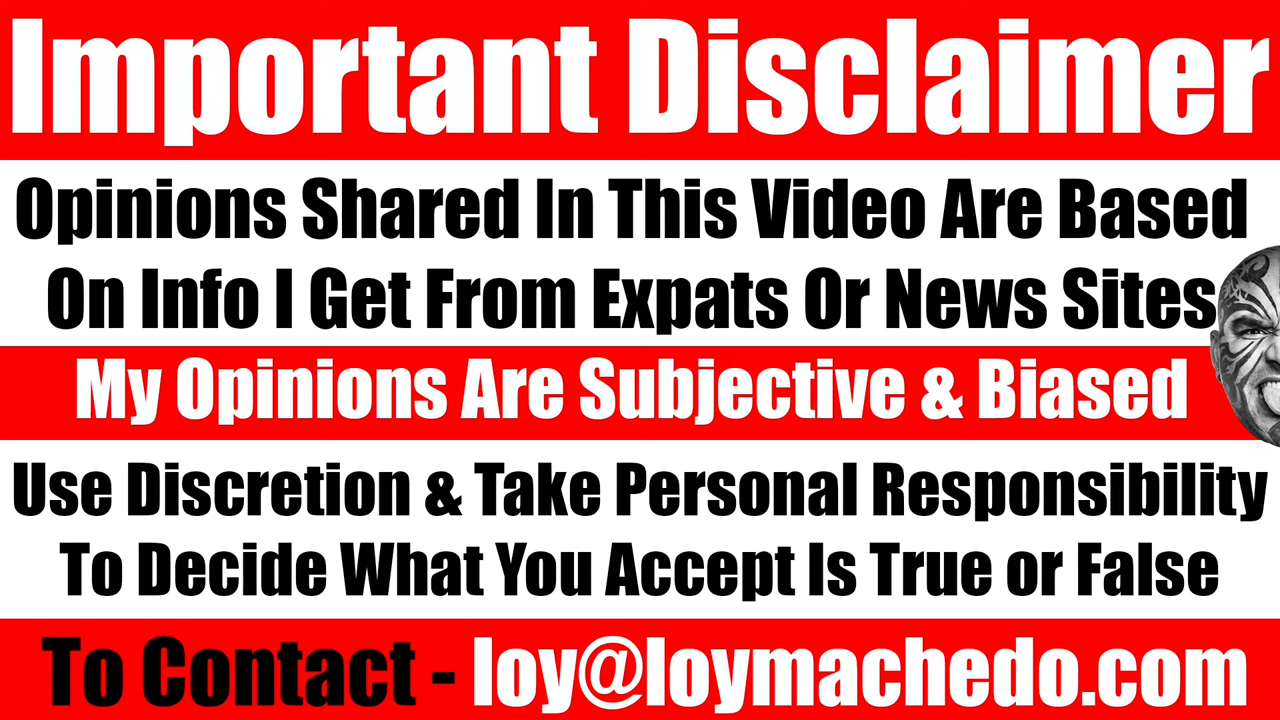 Important Disclaimer
Opinions Shared In This Video Are Based
On Info I Get From Expats Or News Sites
My Opinions Are Subjective & Biased
Use Discretion & Take Personal Responsibility
To Decide What You Accept Is True or False
To Contact - loy@loymachedo.com